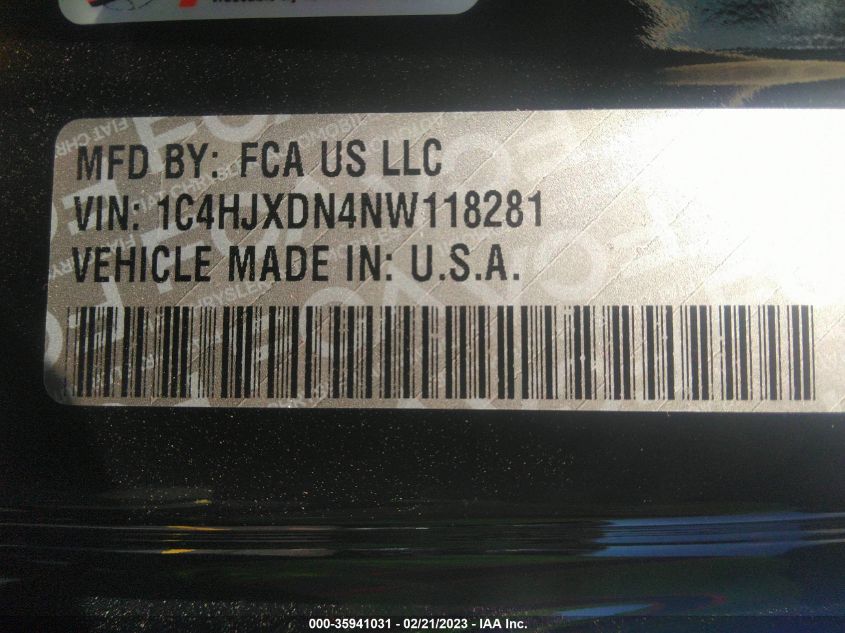 MFD BY: FCA US LLC
VIN: 1C4HJXDN4NW118281
VEHICLE MADE IN: U.S.A.
000-35941031 - 02/21/2023 - IAA Inc.